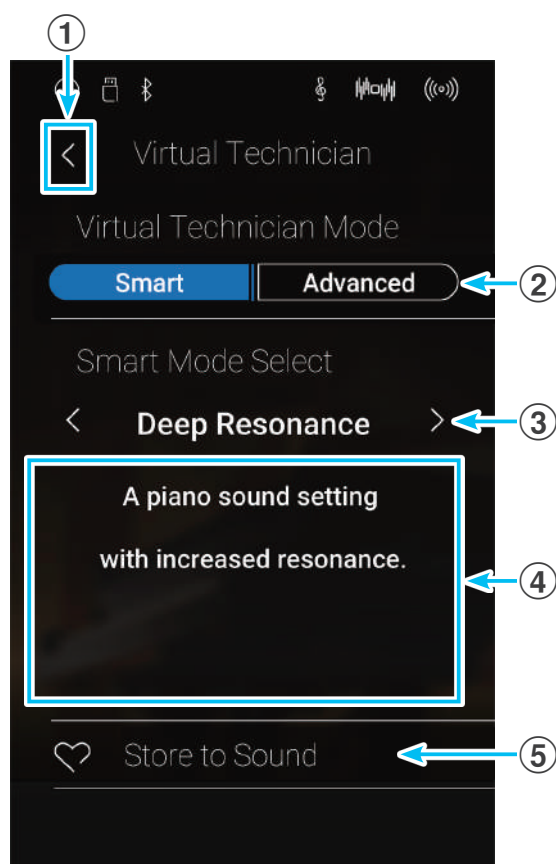 ①
< Virtual Technician
Virtual Technician Mode
Smart Advanced ②
Smart Mode Select
< Deep Resonance > ③
A piano sound setting
with increased resonance.
④
Store to Sound ⑤